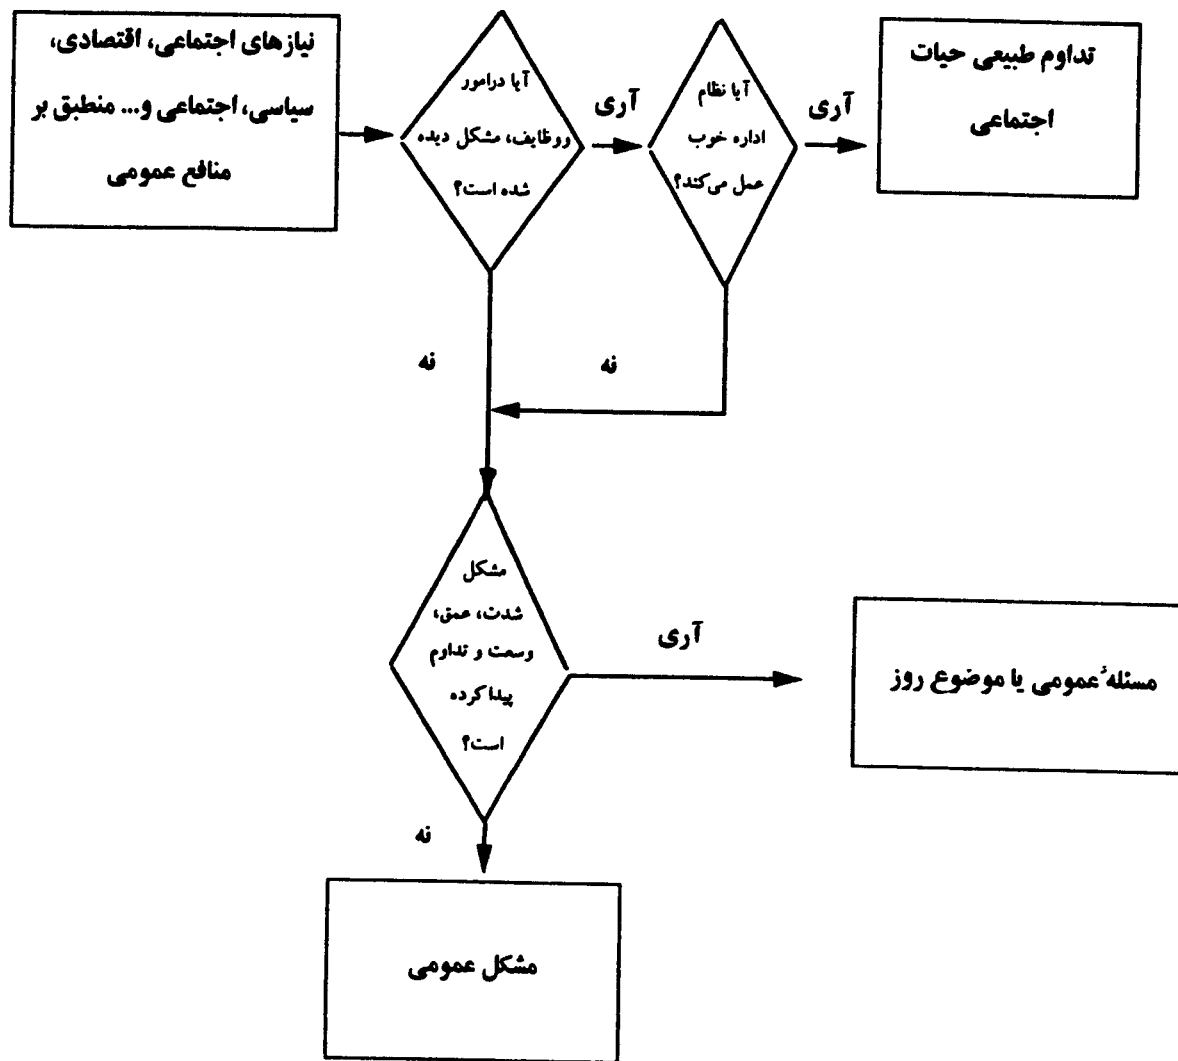 نیازهای اجتماعی، اقتصادی،
سیاسی، اجتماعی و... منطبق بر
منافع عمومی
آیا درامور
روظایف، مشکل دیده
شده است؟
آری
آیا نظام
اداره خوب
عمل می‌کند؟
آری
تداوم طبیعی حیات
اجتماعی
نه
نه
مشکل
شدت، عمق،
وسعت و تداوم
پیدا کرده
است؟
آری
مسئلهٔ عمومی یا موضوع روز
نه
مشکل عمومی